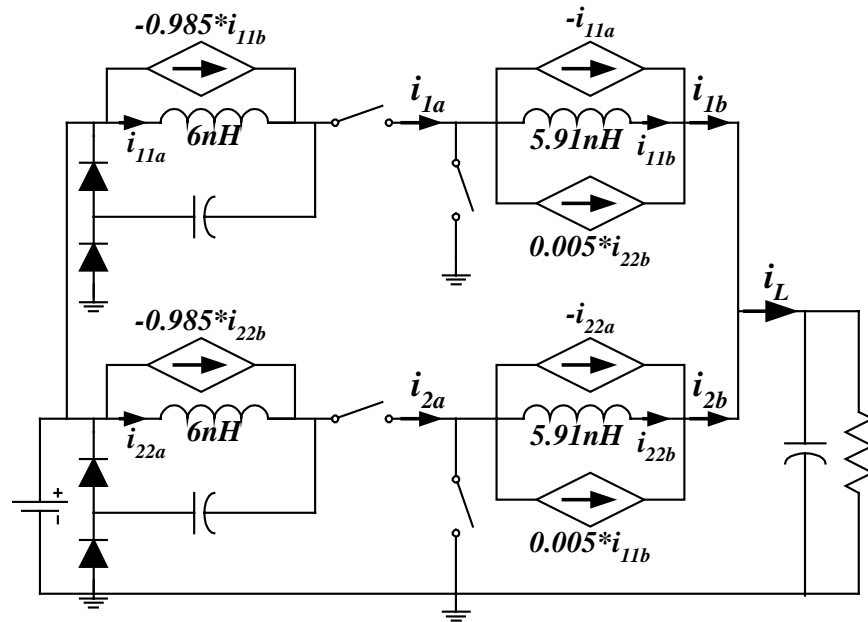 -0.985*i11b
-i11a
i1a
i1b
6nH
5.91nH
i11a
i11b
0.005*i22b
iL
-0.985*i22b
-i22a
i2a
i2b
6nH
5.91nH
i22a
i22b
+
−
0.005*i11b